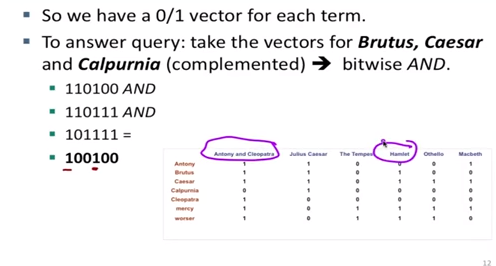 So we have a 0/1 vector for each term.
To answer query: take the vectors for Brutus, Caesar
and Calpurnia (complemented) ➔ bitwise AND.
110100 AND
110111 AND
101111 =
100100
Antony and Cleopatra Julius Caesar The Tempest Hamlet Othello Macbeth
Antony 1 1 0 0 0 1
Brutus 1 1 0 1 0 0
Caesar 1 1 0 1 1 1
Calpurnia 0 1 0 0 0 0
Cleopatra 1 0 0 0 0 0
mercy 1 0 1 1 1 1
worser 1 0 1 1 1 0
12